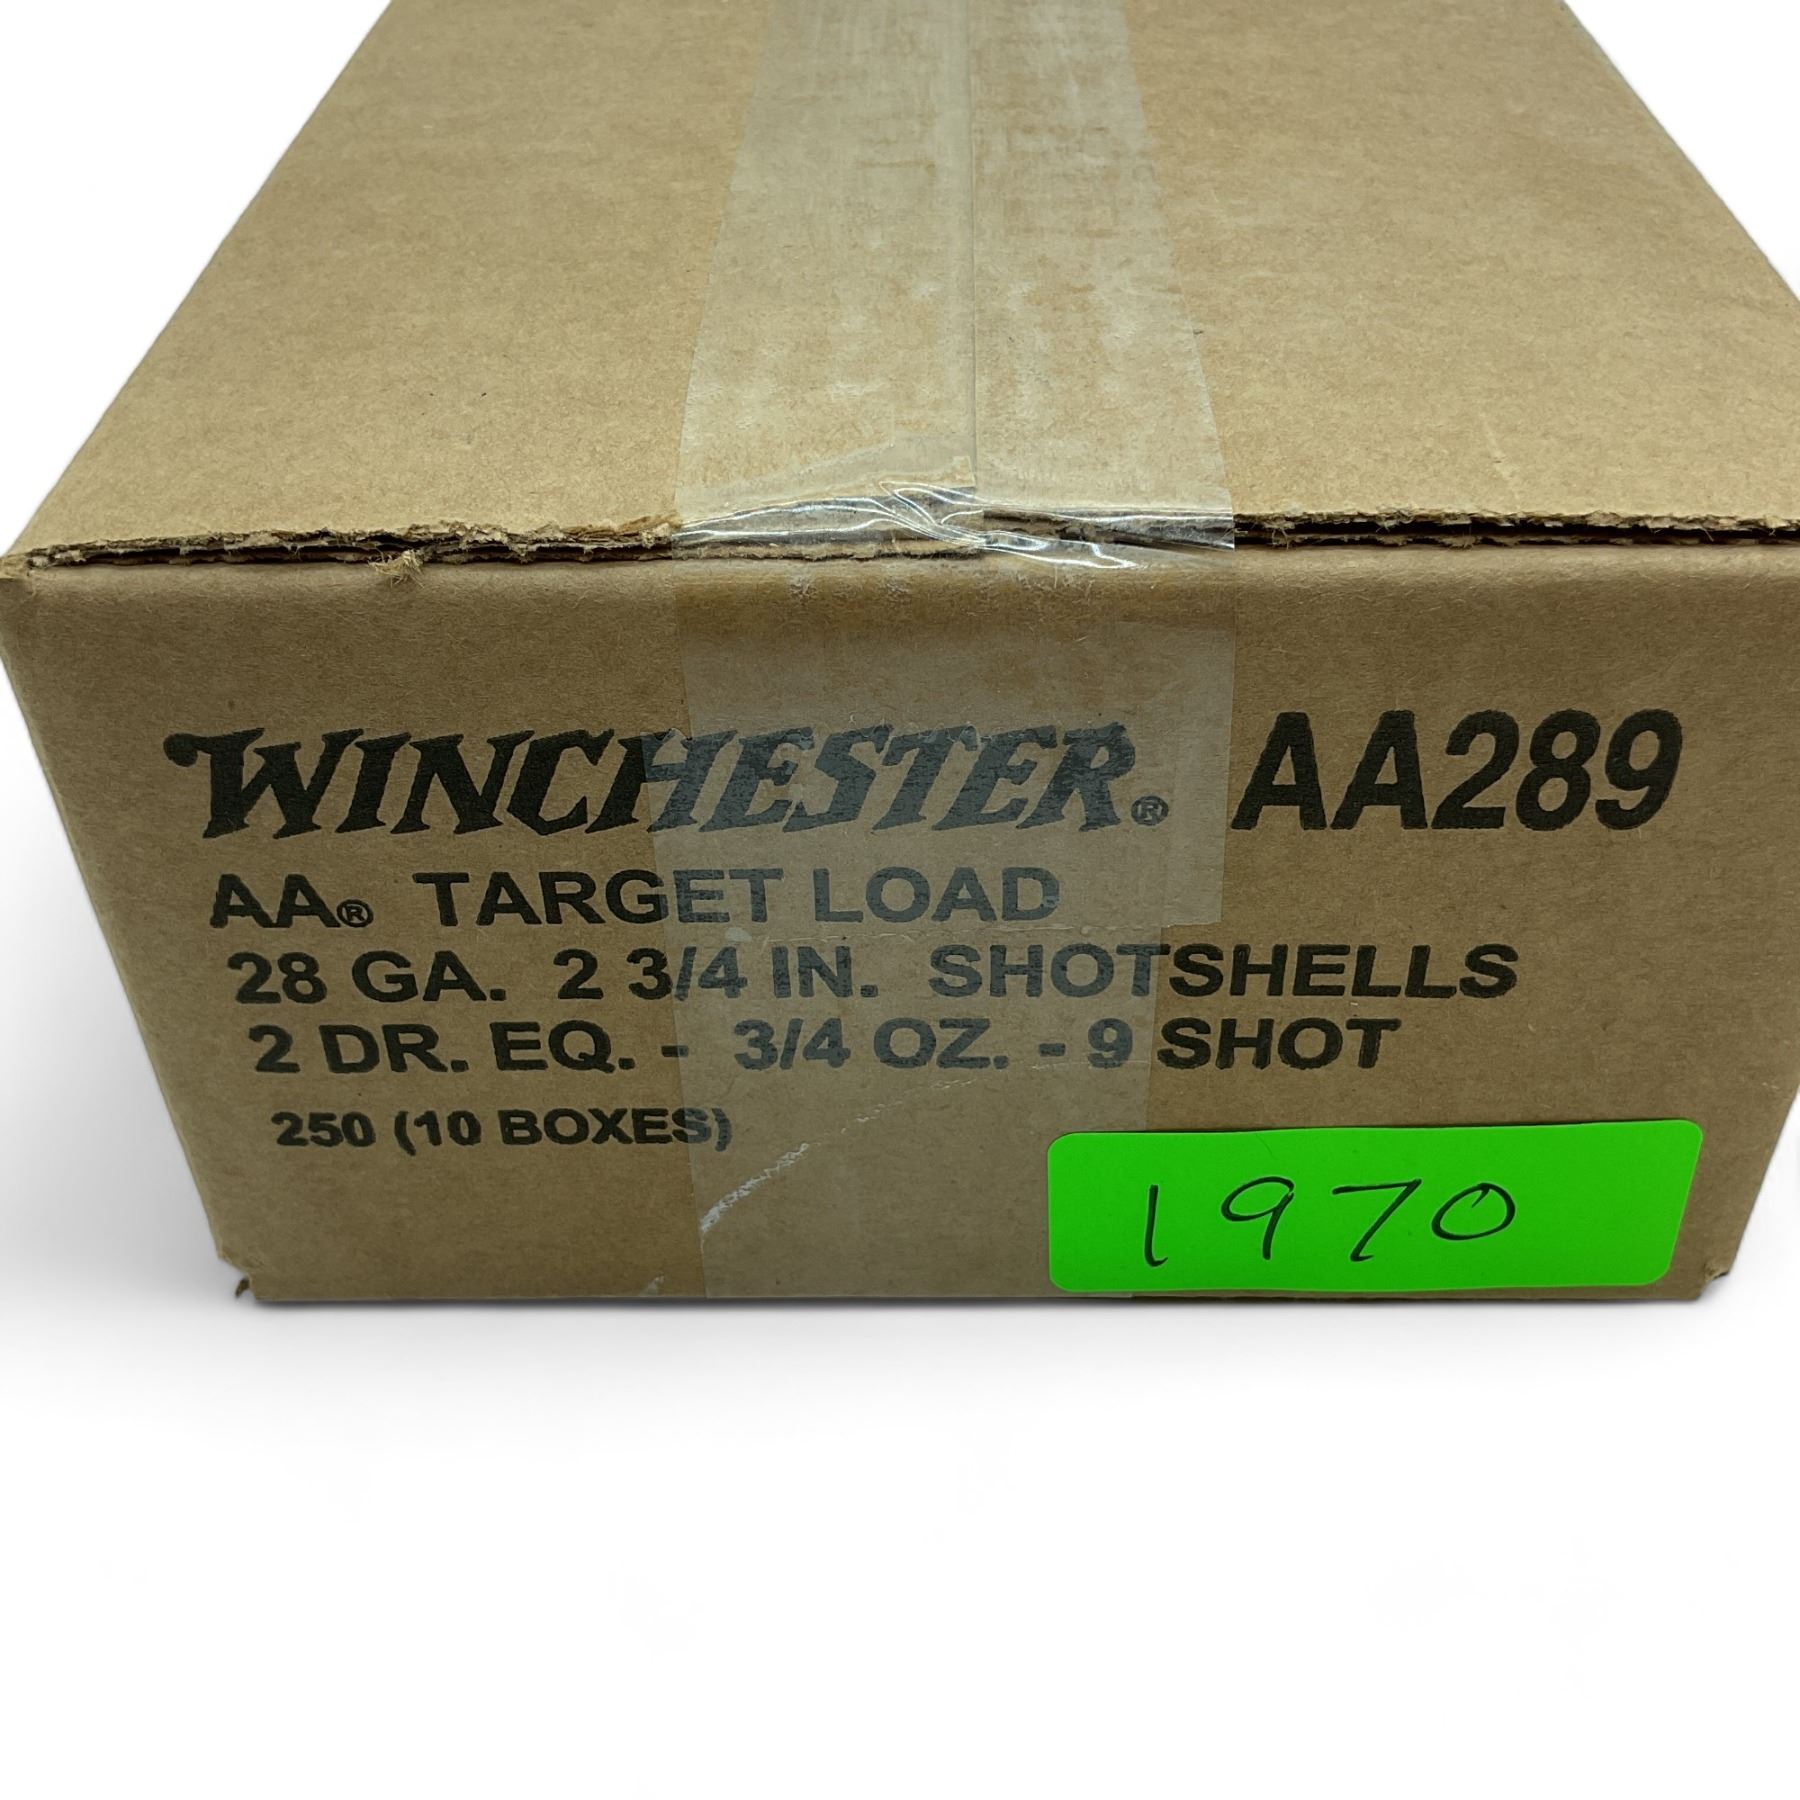 WINCHESTER® AA289
AA® TARGET LOAD
28 GA. 2 3/4 IN. SHOTSHELLS
2 DR. EQ. - 3/4 OZ. - 9 SHOT
250 (10 BOXES)
1970